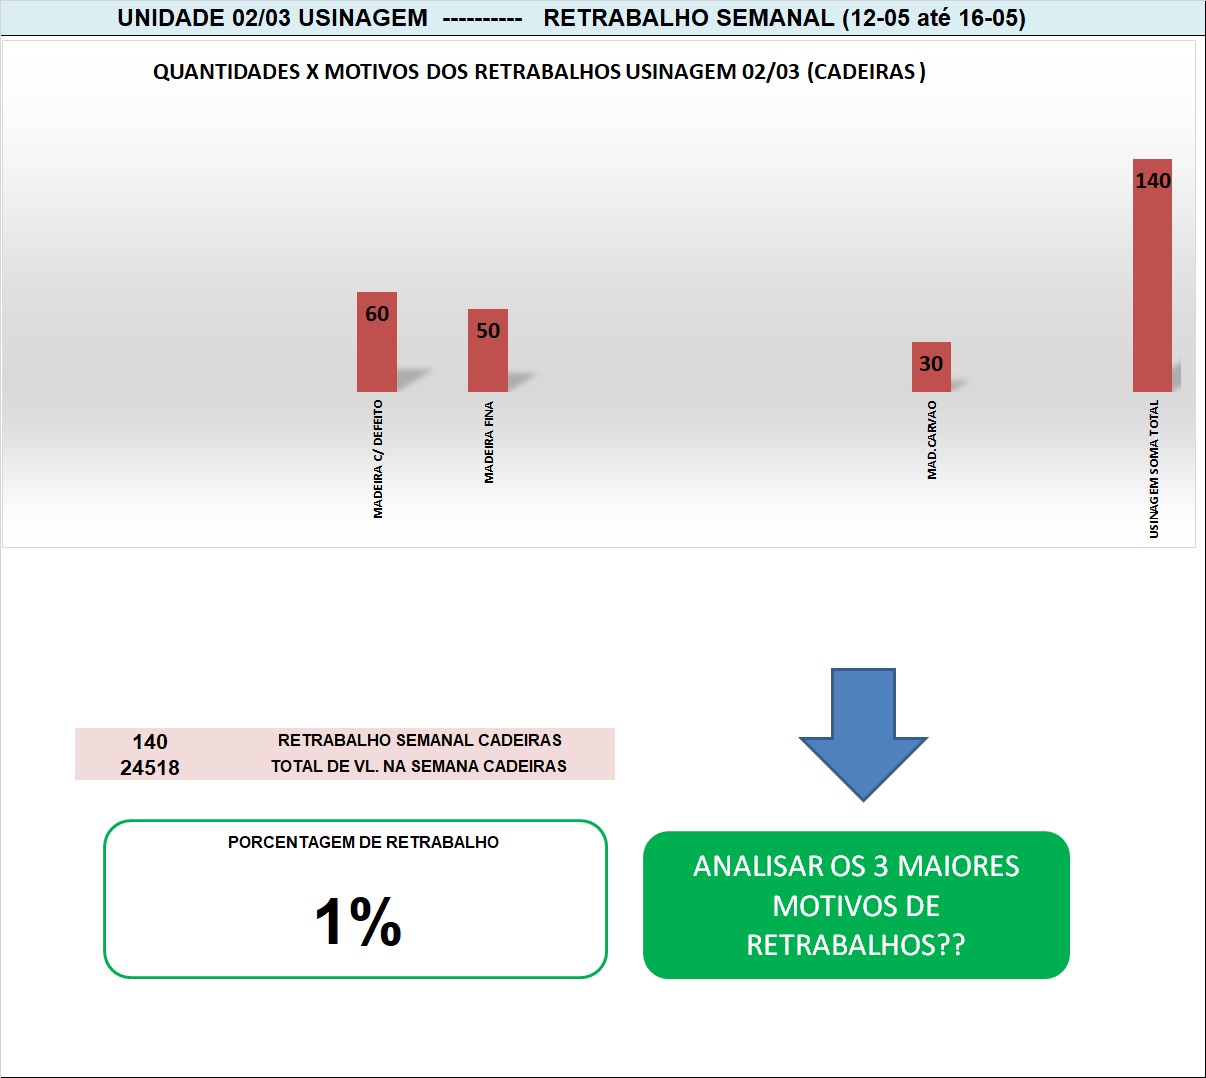 UNIDADE 02/03 USINAGEM ---------- RETRABALHO SEMANAL (12-05 até 16-05)
QUANTIDADES X MOTIVOS DOS RETRABALHOS USINAGEM 02/03 (CADEIRAS )
60
50
30
140
MADEIRA C/ DEFEITO
MADEIRA FINA
MAD.CARVAO
USINAGEM SOMA TOTAL
140 RETRABALHO SEMANAL CADEIRAS
24518 TOTAL DE VL. NA SEMANA CADEIRAS
PORCENTAGEM DE RETRABALHO
1%
ANALISAR OS 3 MAIORES
MOTIVOS DE
RETRABALHOS??